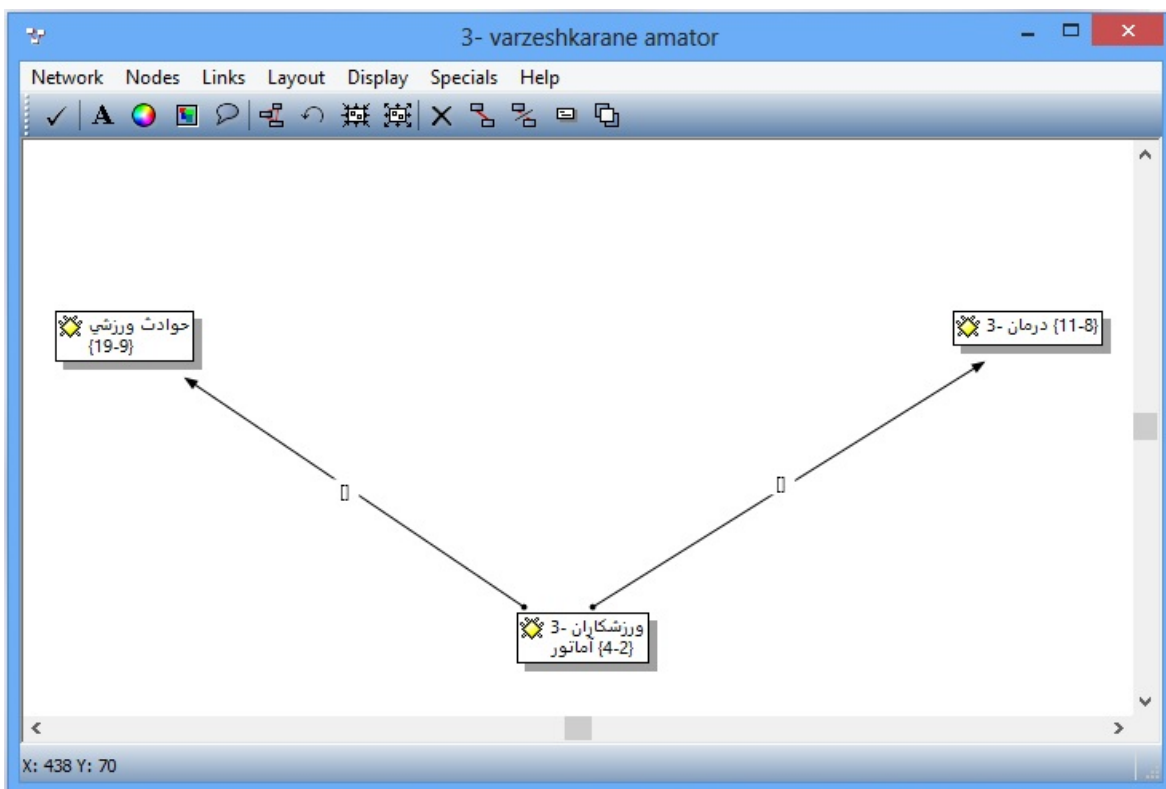 3- varzeshkarane amator
Network Nodes Links Layout Display Specials Help
حوادث ورزشي
{19-9}
3- درمان {11-8}
3- ورزشکاران
آماتور {4-2}
X: 438 Y: 70